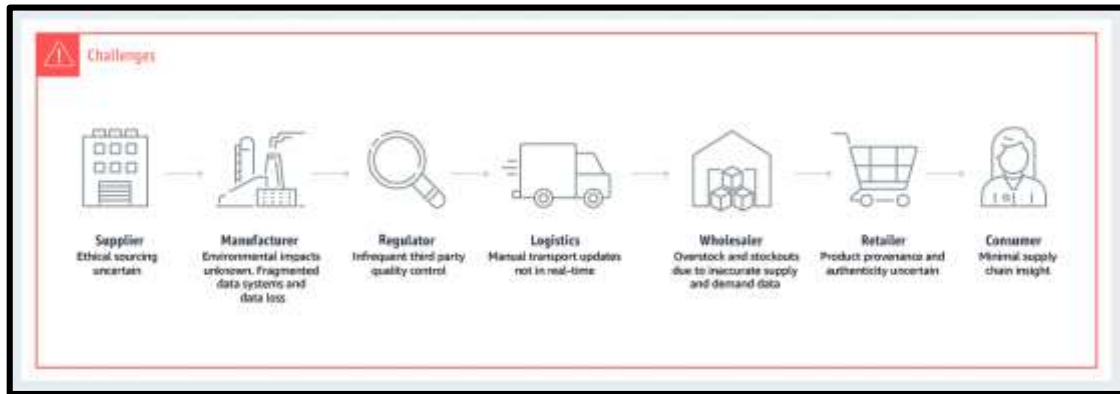 Challenges
Supplier
Ethical sourcing
uncertain
Manufacturer
Environmental impacts
unknown. Fragmented
data systems and
data loss
Regulator
Infrequent third party
quality control
Logistics
Manual transport updates
not in real-time
Wholesaler
Overstock and stockouts
due to inaccurate supply
and demand data
Retailer
Product provenance and
authenticity uncertain
Consumer
Minimal supply
chain insight